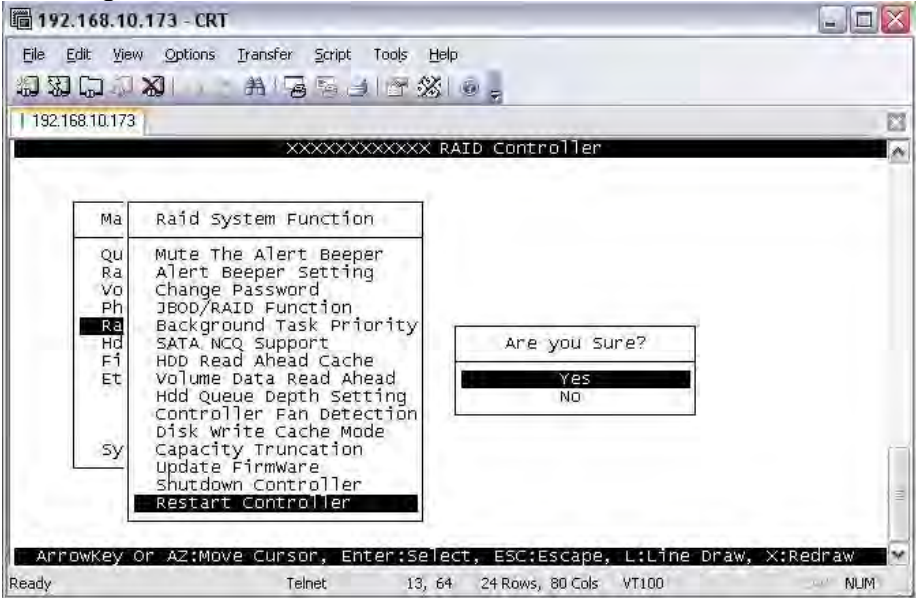 192.168.10.173 - CRT
File Edit View Options Transfer Script Tools Help
192.168.10.173
XXXXXXXXXXXX RAID Controller
Ma
Raid System Function
Qu
Mute The Alert Beeper
Ra
Alert Beeper Setting
Vo
Change Password
Ph
JBOD/RAID Function
Ra
Background Task Priority
Hd
SATA NCQ Support
Fi
HDD Read Ahead Cache
Et
Volume Data Read Ahead
Hdd Queue Depth Setting
Controller Fan Detection
Disk Write Cache Mode
Sy
Capacity Truncation
Update Firmware
Shutdown Controller
Restart Controller
Are you Sure?
Yes
No
ArrowKey Or AZ:Move Cursor, Enter:Select, ESC:Escape, L:Line Draw, X:Redraw
Ready Telnet 13, 64 24 Rows, 80 Cols VT100 NUM